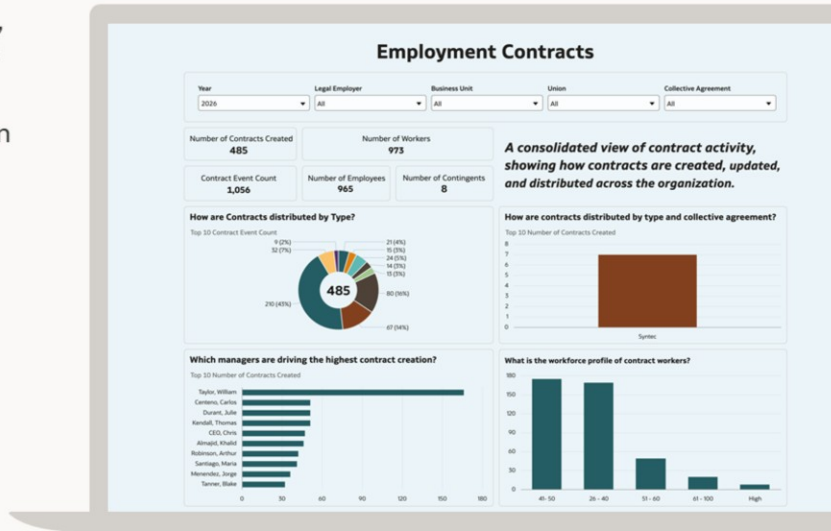 n
Employment Contracts
Year
Legal Employer
Business Unit
Union
Collective Agreement
2026
All
All
All
All
Number of Contracts Created
485
Number of Workers
973
Contract Event Count
1,056
Number of Employees
965
Number of Contingents
8
A consolidated view of contract activity,
showing how contracts are created, updated,
and distributed across the organization.
How are Contracts distributed by Type?
Top 10 Contract Event Count
9 (2%)
21 (4%)
15 (3%)
24 (5%)
14 (3%)
13 (3%)
80 (16%)
67 (14%)
210 (43%)
32 (7%)
485
How are contracts distributed by type and collective agreement?
Top 10 Number of Contracts Created
8
7
6
5
4
3
2
1
0
Syntec
Which managers are driving the highest contract creation?
Top 10 Number of Contracts Created
Taylor, William
Centeno, Carlos
Durant, Julie
Kendall, Thomas
CEO, Chris
Almajid, Khalid
Robinson, Arthur
Santiago, Maria
Menendez, Jorge
Tanner, Blake
0 30 60 90 120 150 180
What is the workforce profile of contract workers?
180
150
120
90
60
30
0
41- 50 26 - 40 51 - 60 61 - 100 High